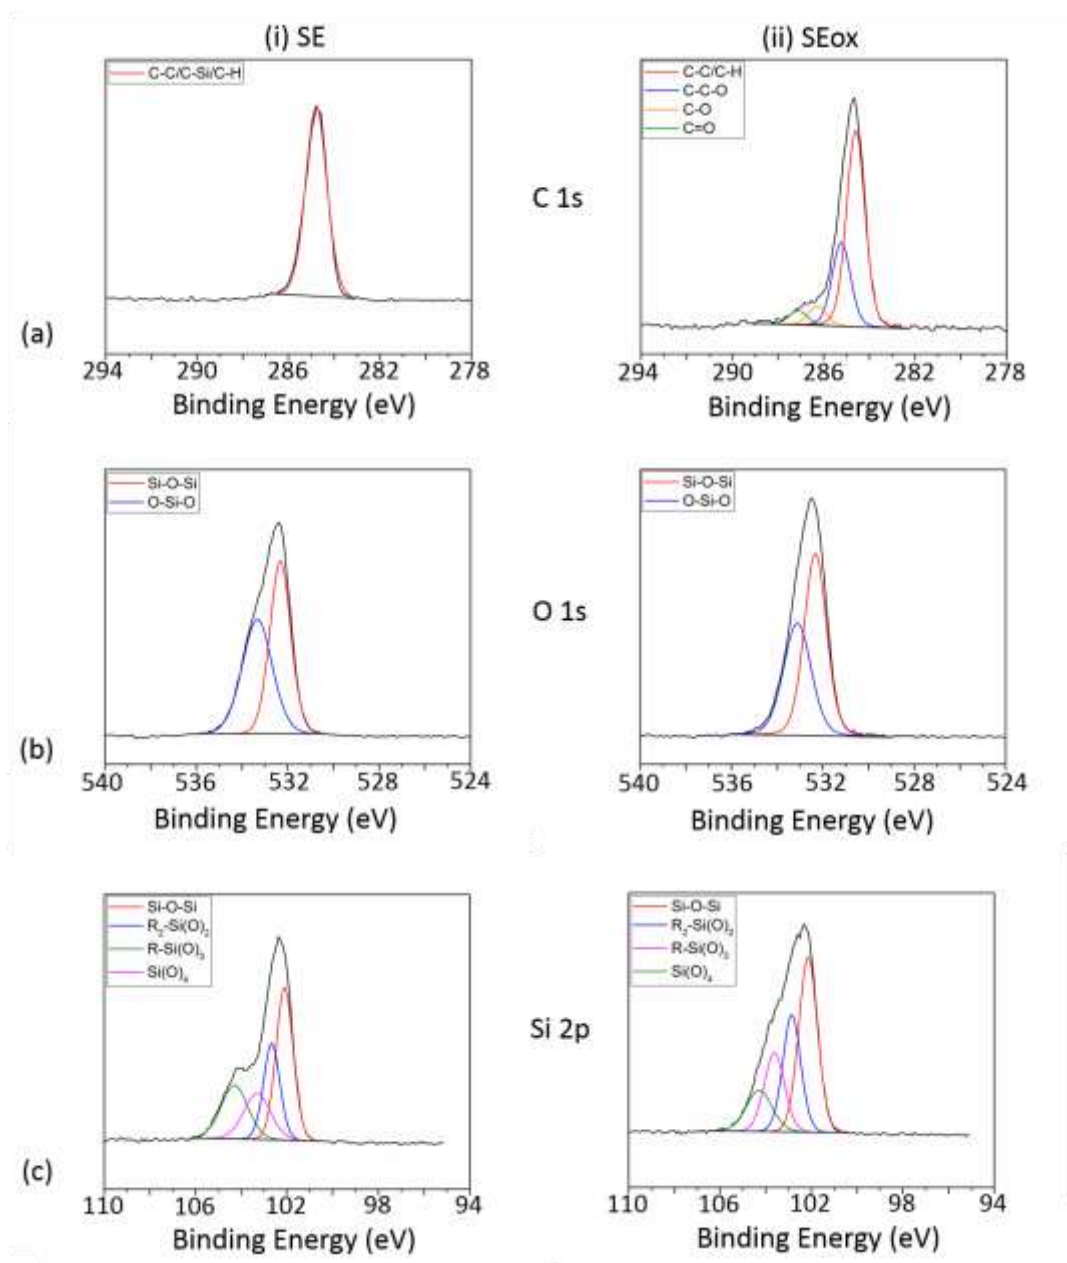 (i) SE
(ii) SEox
C-C/C-Si/C-H
C-C/C-H
C-C-O
C-O
C=O
C 1s
(a)
294 290 286 282 278
294 290 286 282 278
Binding Energy (eV)
Binding Energy (eV)
Si-O-Si
O-Si-O
Si-O-Si
O-Si-O
O 1s
(b)
540 536 532 528 524
540 536 532 528 524
Binding Energy (eV)
Binding Energy (eV)
Si-O-Si
R₂-Si(O)₂
R-Si(O)₃
Si(O)₄
Si-O-Si
R₂-Si(O)₂
R-Si(O)₃
Si(O)₄
Si 2p
(c)
110 106 102 98 94
110 106 102 98 94
Binding Energy (eV)
Binding Energy (eV)